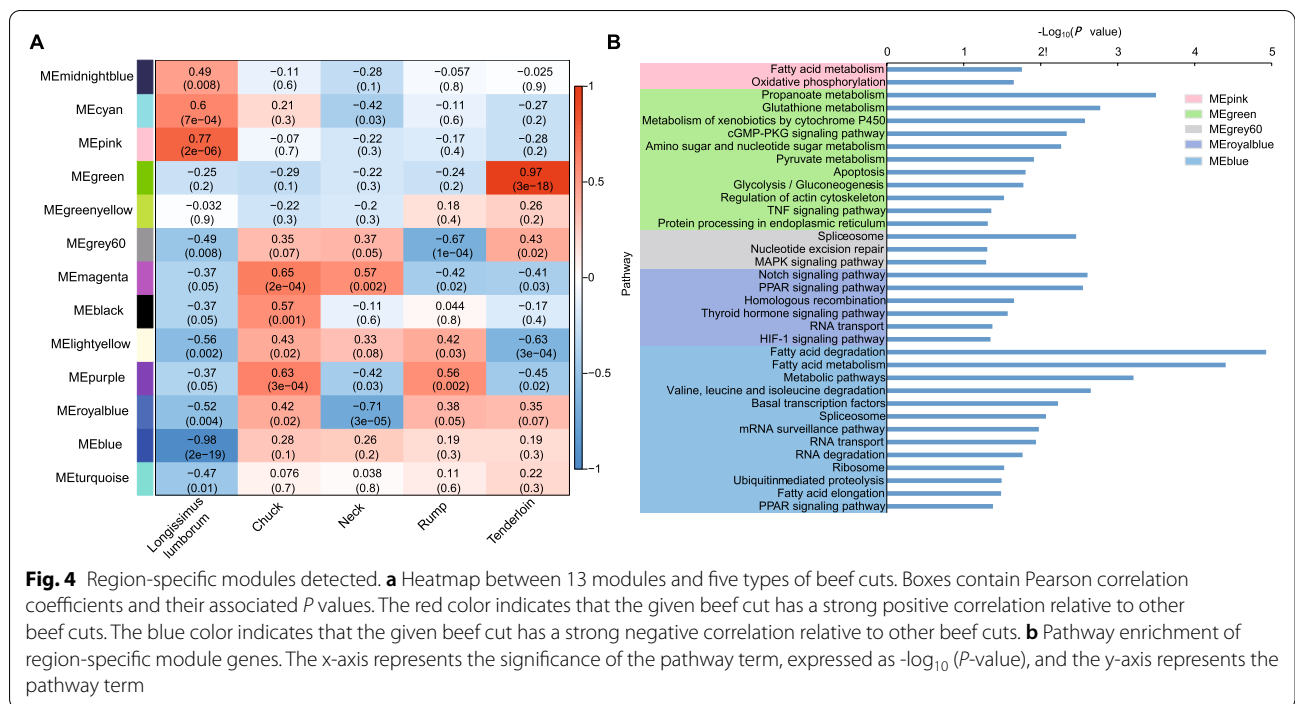 A
MEmidnightblue 0.49 −0.11 −0.28 −0.057 −0.025
(0.008) (0.6) (0.1) (0.8) (0.9)
MEcyan 0.6 0.21 −0.42 −0.11 −0.27
(7e−04) (0.3) (0.03) (0.6) (0.2)
MEpink 0.77 −0.07 −0.22 −0.17 −0.28
(2e−06) (0.7) (0.3) (0.4) (0.2)
MEgreen −0.25 −0.29 −0.22 −0.24 0.97
(0.2) (0.1) (0.3) (0.2) (3e−18)
MEgreenyellow −0.032 −0.22 −0.2 0.18 0.26
(0.9) (0.3) (0.3) (0.4) (0.2)
MEgrey60 −0.49 0.35 0.37 −0.67 0.43
(0.008) (0.07) (0.05) (1e−04) (0.02)
MEmagenta −0.37 0.65 0.57 −0.42 −0.41
(0.05) (2e−04) (0.002) (0.02) (0.03)
MEblack −0.37 0.57 −0.11 0.044 −0.17
(0.05) (0.001) (0.6) (0.8) (0.4)
MElightyellow −0.56 0.43 0.33 0.42 −0.63
(0.002) (0.02) (0.08) (0.03) (3e−04)
MEpurple −0.37 0.63 −0.42 0.56 −0.45
(0.05) (3e−04) (0.03) (0.002) (0.02)
MEroyalblue −0.52 0.42 −0.71 0.38 0.35
(0.004) (0.02) (3e−05) (0.05) (0.07)
MEblue −0.98 0.28 0.26 0.19 0.19
(2e−19) (0.1) (0.2) (0.3) (0.3)
MEturquoise −0.47 0.076 0.038 0.11 0.22
(0.01) (0.7) (0.8) (0.6) (0.3)
Longissimus
lumborum
Chuck
Neck
Rump
Tenderloin
1
0.5
0
−0.5
−1
B
-Log10(P value)
0 1 2! 3 4 5
Pathway
Fatty acid metabolism
Oxidative phosphorylation
Propanoate metabolism
Glutathione metabolism
Metabolism of xenobiotics by cytochrome P450
cGMP-PKG signaling pathway
Amino sugar and nucleotide sugar metabolism
Pyruvate metabolism
Apoptosis
Glycolysis / Gluconeogenesis
Regulation of actin cytoskeleton
TNF signaling pathway
Protein processing in endoplasmic reticulum
Spliceosome
Nucleotide excision repair
MAPK signaling pathway
Notch signaling pathway
PPAR signaling pathway
Homologous recombination
Thyroid hormone signaling pathway
RNA transport
HIF-1 signaling pathway
Fatty acid degradation
Fatty acid metabolism
Metabolic pathways
Valine, leucine and isoleucine degradation
Basal transcription factors
Spliceosome
mRNA surveillance pathway
RNA transport
RNA degradation
Ribosome
Ubiquitinmediated proteolysis
Fatty acid elongation
PPAR signaling pathway
MEpink
MEgreen
MEgrey60
MEroyalblue
MEblue
Fig. 4 Region-specific modules detected. a Heatmap between 13 modules and five types of beef cuts. Boxes contain Pearson correlation
coefficients and their associated P values. The red color indicates that the given beef cut has a strong positive correlation relative to other
beef cuts. The blue color indicates that the given beef cut has a strong negative correlation relative to other beef cuts. b Pathway enrichment of
region-specific module genes. The x-axis represents the significance of the pathway term, expressed as -log10 (P-value), and the y-axis represents the
pathway term